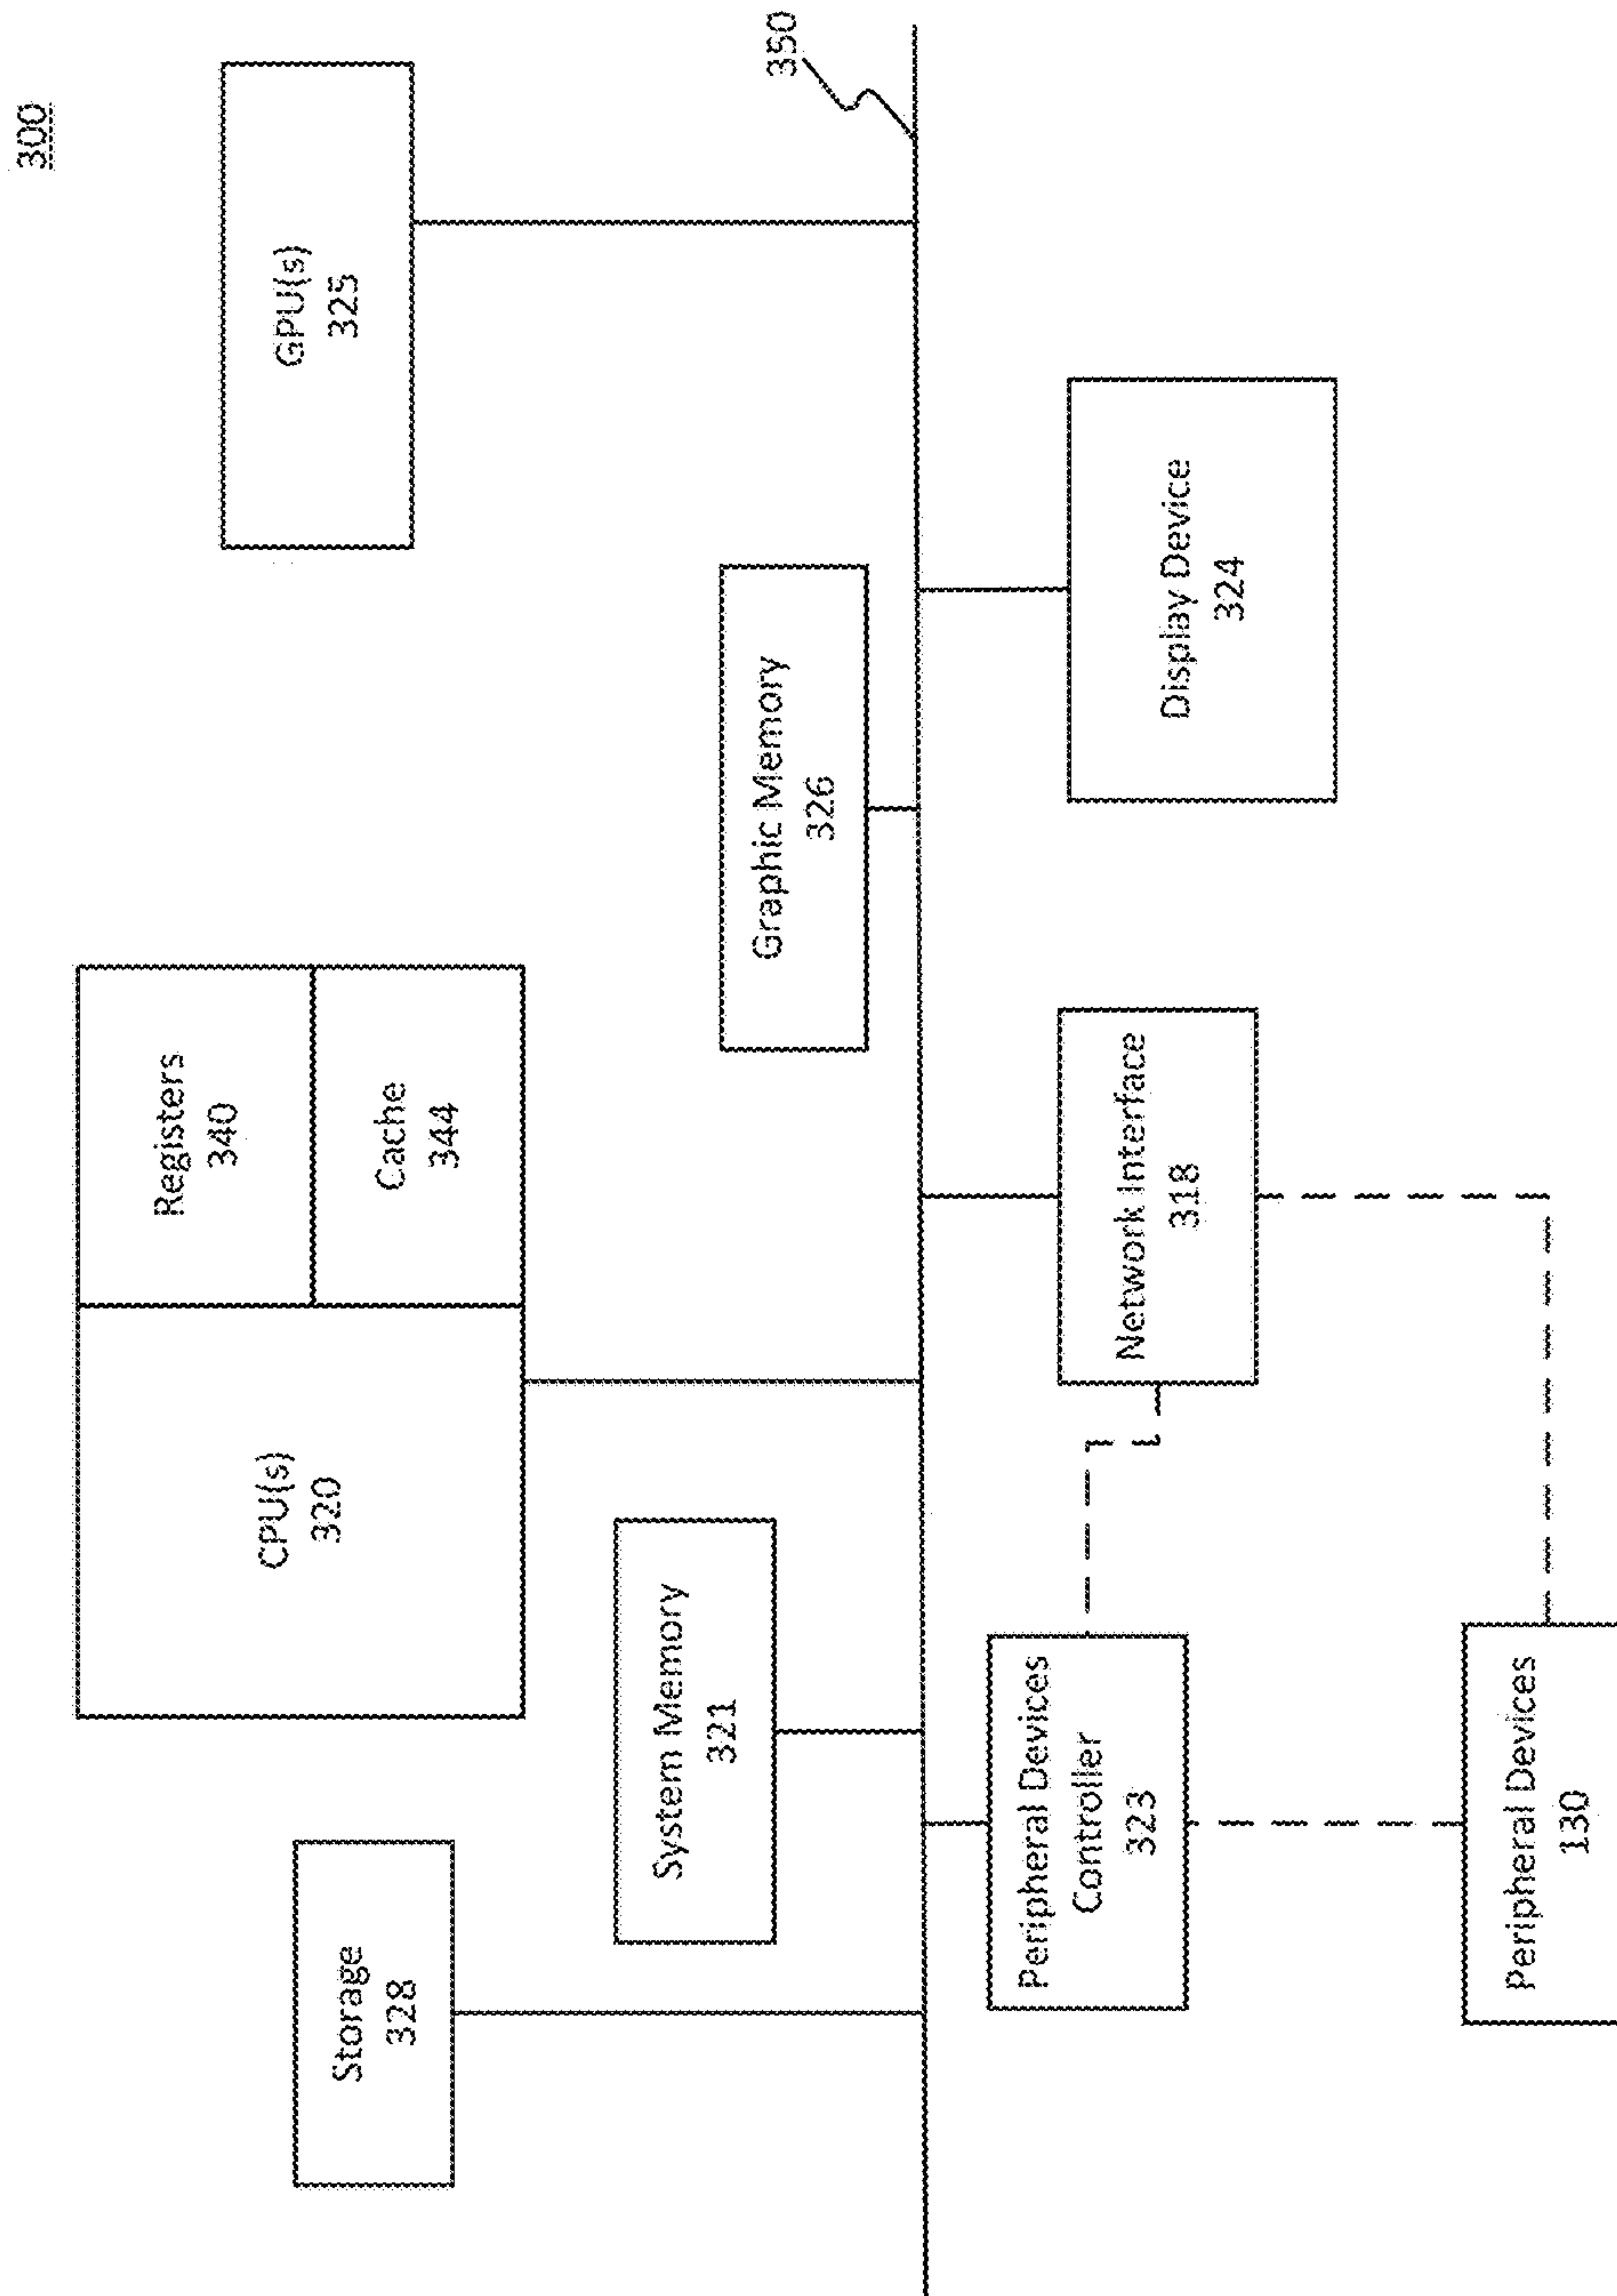 300
Storage
328
CPU(s)
320
Registers
340
Cache
344
GPU(s)
325
System Memory
321
Graphic Memory
326
350
Peripheral Devices
Controller
323
Network Interface
318
Display Device
324
Peripheral Devices
130